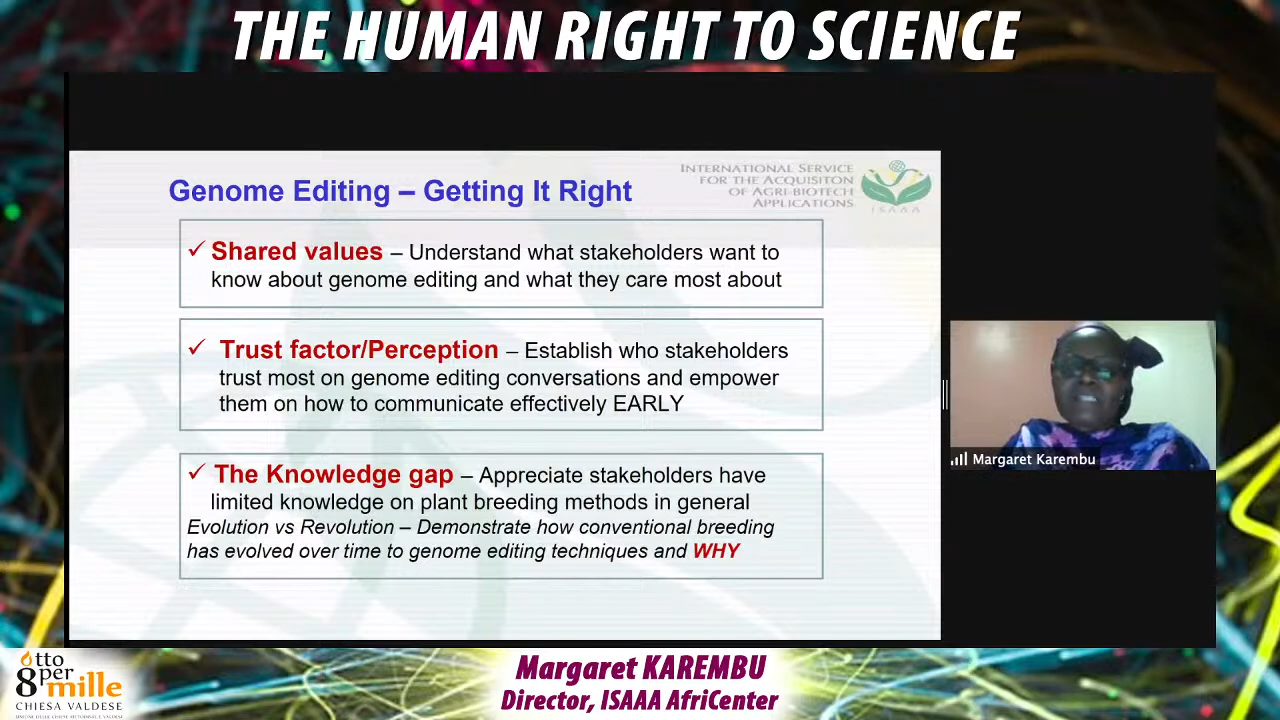 THE HUMAN RIGHT TO SCIENCE
INTERNATIONAL SERVICE
FOR THE ACQUISITON
OF AGRI-BIOTECH
APPLICATIONS
ISAAA
Genome Editing – Getting It Right
✓ Shared values – Understand what stakeholders want to
know about genome editing and what they care most about
✓ Trust factor/Perception – Establish who stakeholders
trust most on genome editing conversations and empower
them on how to communicate effectively EARLY
✓ The Knowledge gap – Appreciate stakeholders have
limited knowledge on plant breeding methods in general
Evolution vs Revolution – Demonstrate how conventional breeding
has evolved over time to genome editing techniques and WHY
Margaret Karembu
otto
per
8 mille
CHIESA VALDESE
Margaret KAREMBU
Director, ISAAA AfriCenter